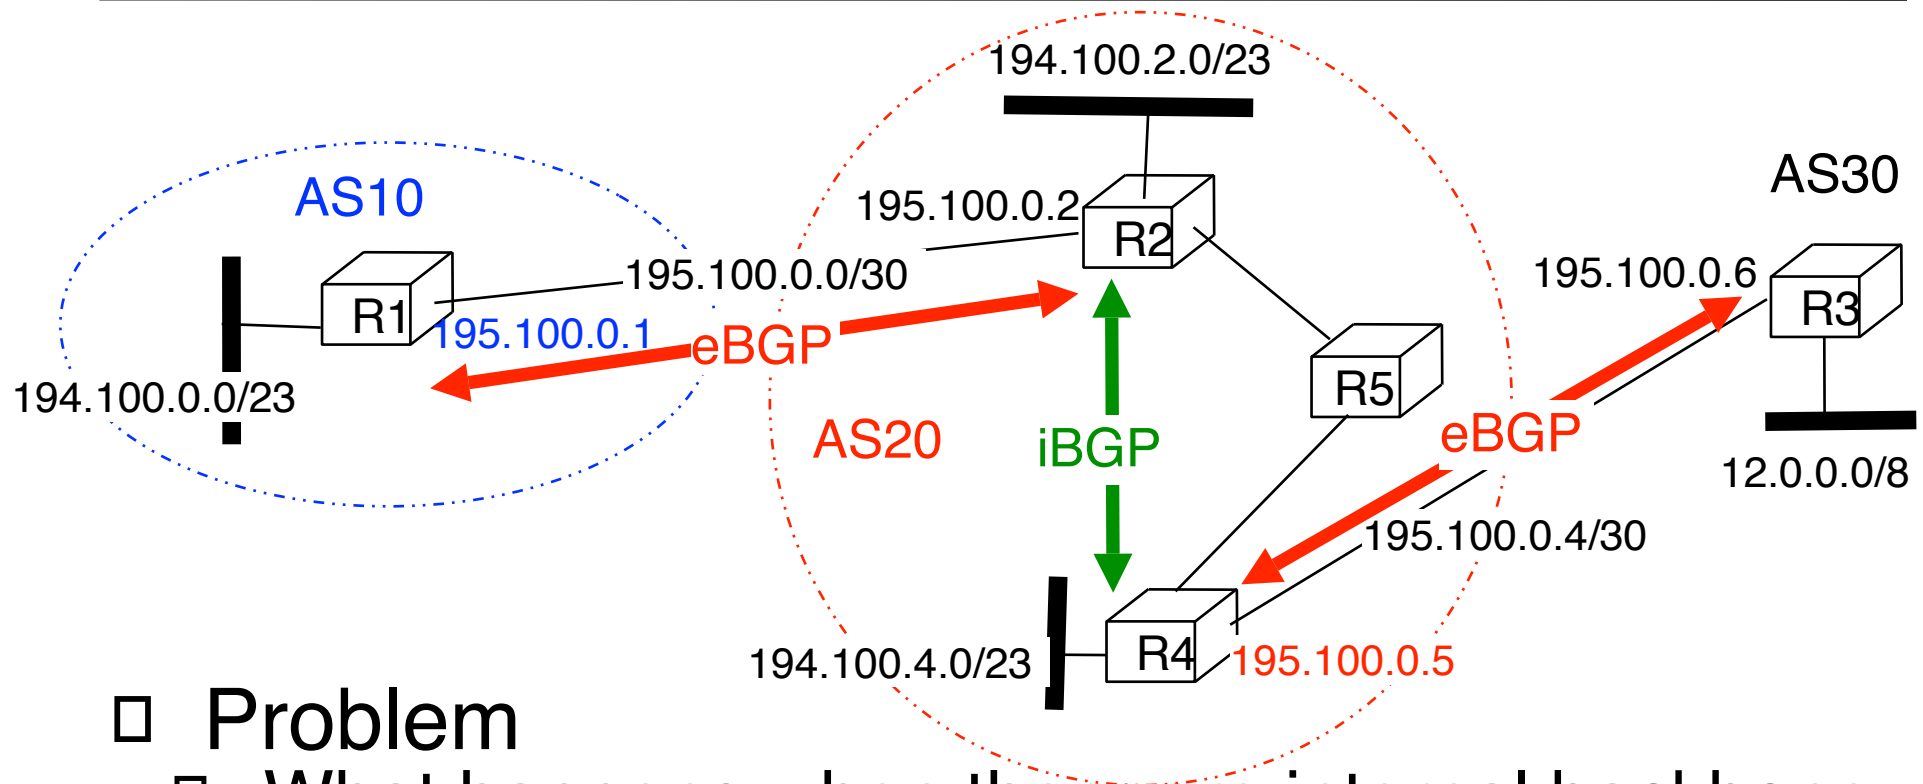 194.100.2.0/23
AS10
AS30
195.100.0.2
R2
195.100.0.0/30
195.100.0.6
R1
R3
195.100.0.1
eBGP
R5
194.100.0.0/23
AS20
iBGP
eBGP
12.0.0.0/8
195.100.0.4/30
194.100.4.0/23
R4
195.100.0.5
Problem